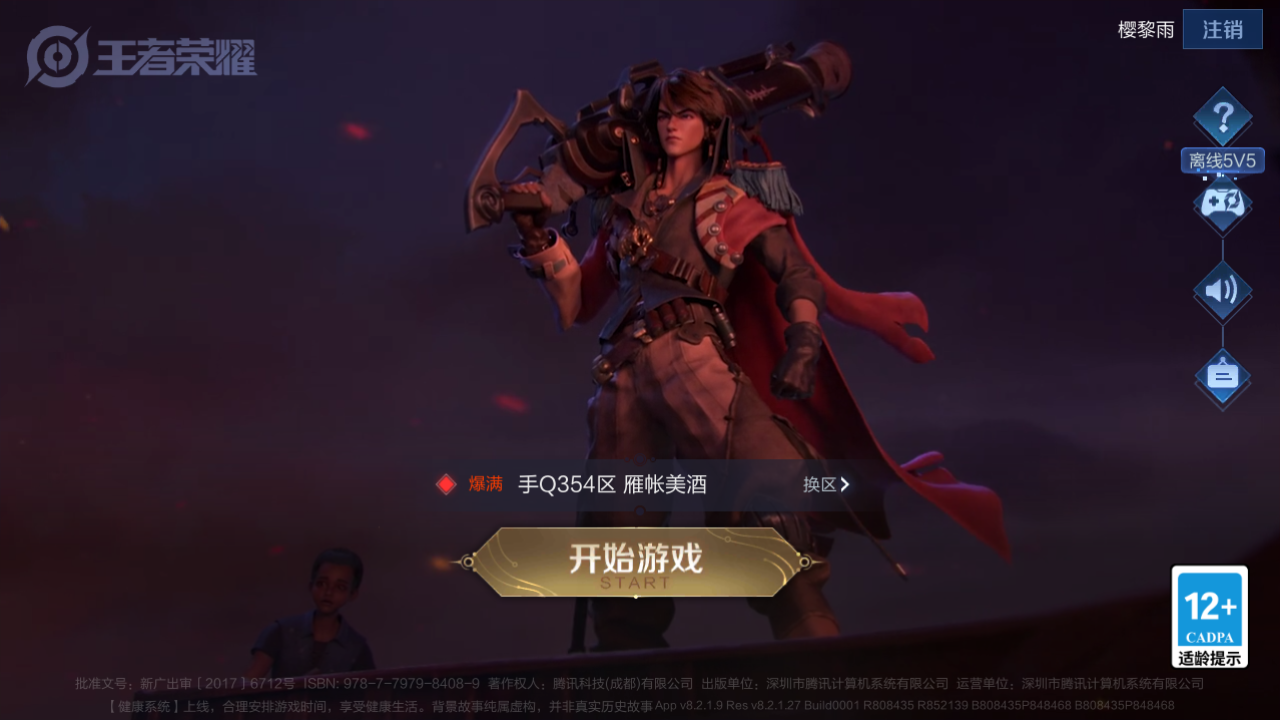 王者荣耀
樱黎雨
注销
离线5V5
爆满 手Q354区 雁帐美酒 换区
开始游戏
START
12+
CADPA
适龄提示
批准文号：新广出审〔2017〕6712号 ISBN: 978-7-7979-8408-9 著作权人：腾讯科技(成都)有限公司 出版单位：深圳市腾讯计算机系统有限公司 运营单位：深圳市腾讯计算机系统有限公司
【健康系统】上线，合理安排游戏时间，享受健康生活。背景故事纯属虚构，并非真实历史故事 App v8.2.1.9 Res v8.2.1.27 Build0001 R808435 R852139 B808435P848468 B808435P848468